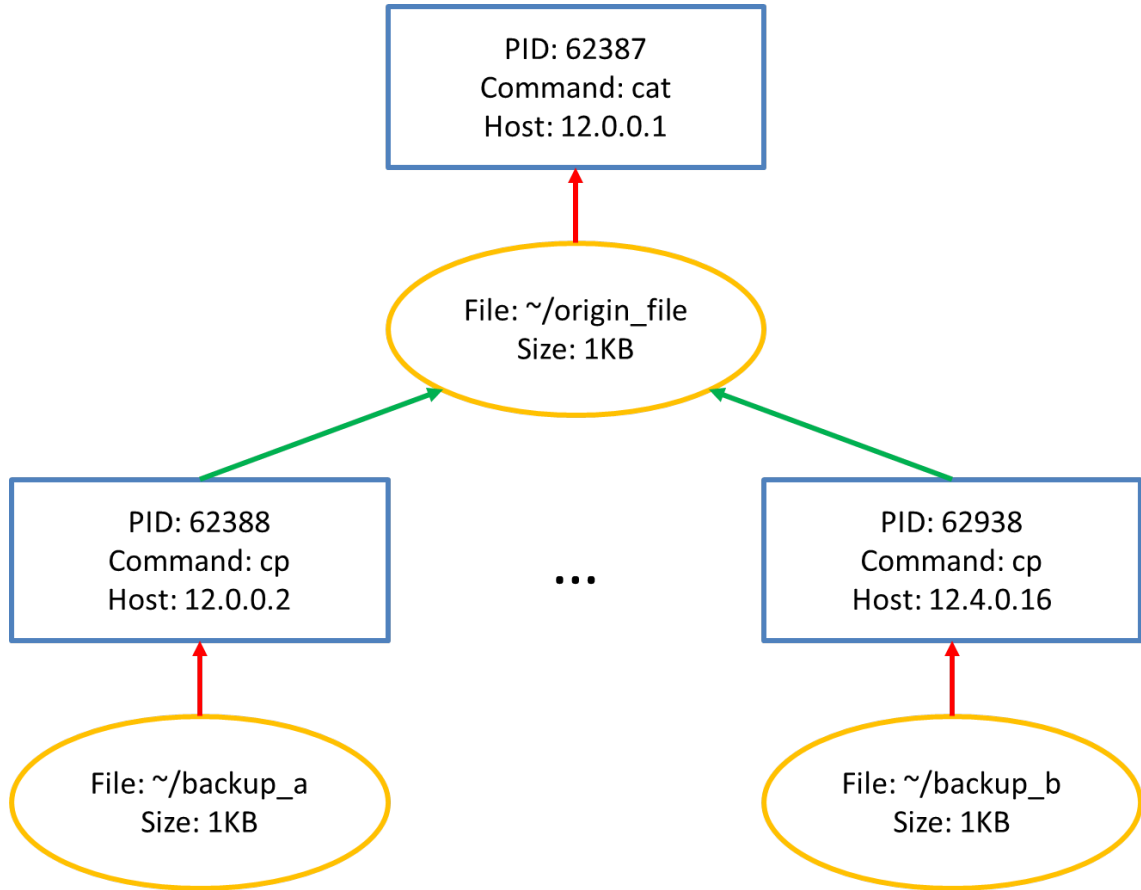 PID: 62387
Command: cat
Host: 12.0.0.1
File: ~/origin_file
Size: 1KB
PID: 62388
Command: cp
Host: 12.0.0.2
...
PID: 62938
Command: cp
Host: 12.4.0.16
File: ~/backup_a
Size: 1KB
File: ~/backup_b
Size: 1KB